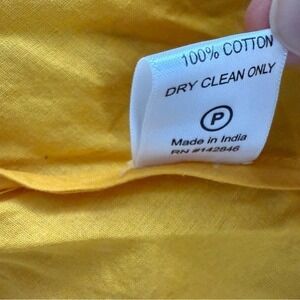 100% COTTON
DRY CLEAN ONLY
P
Made in India
RN #142846